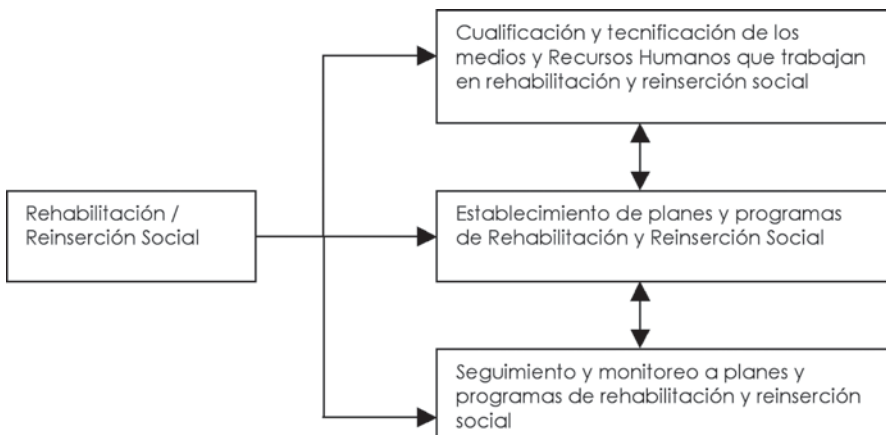 Cualificación y tecnificación de los
medios y Recursos Humanos que trabajan
en rehabilitación y reinserción social
Rehabilitación /
Reinserción Social
Establecimiento de planes y programas
de Rehabilitación y Reinserción Social
Seguimiento y monitoreo a planes y
programas de rehabilitación y reinserción
social